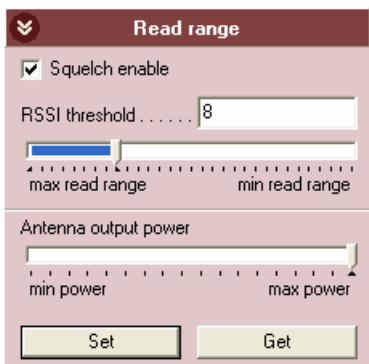 Read range
Squelch enable
RSSI threshold . . . . . . 8
max read range min read range
Antenna output power
min power max power
Set Get